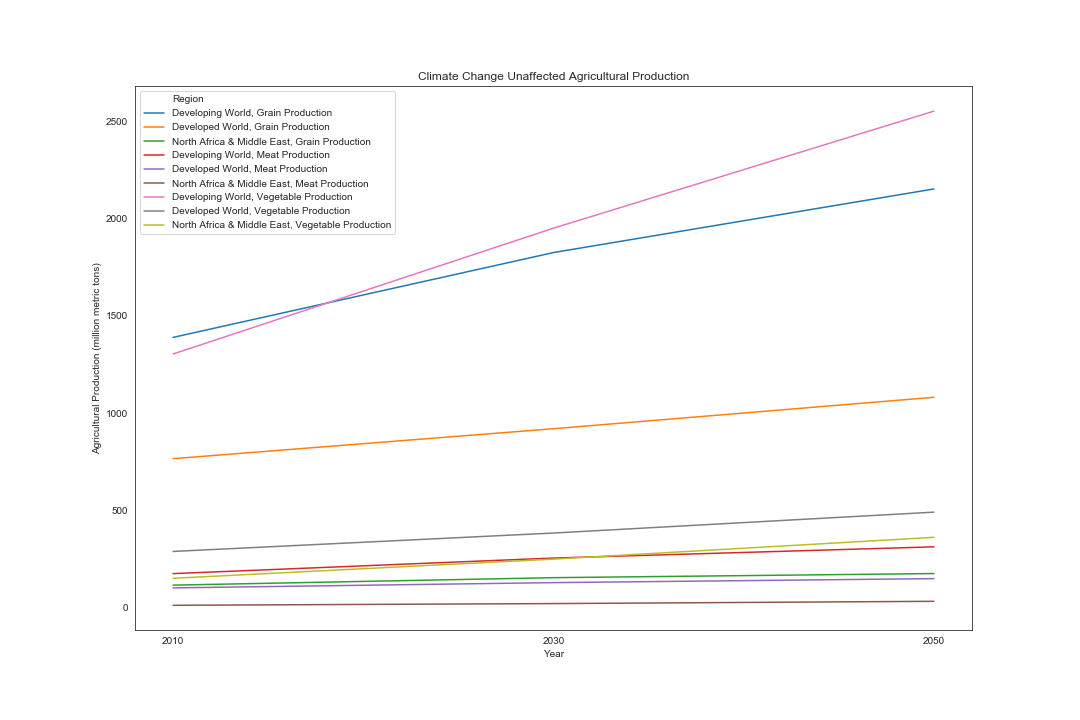 Climate Change Unaffected Agricultural Production
Region
Developing World, Grain Production
Developed World, Grain Production
North Africa & Middle East, Grain Production
Developing World, Meat Production
Developed World, Meat Production
North Africa & Middle East, Meat Production
Developing World, Vegetable Production
Developed World, Vegetable Production
North Africa & Middle East, Vegetable Production
Agricultural Production (million metric tons)
2500
2000
1500
1000
500
0
2010
2030
2050
Year